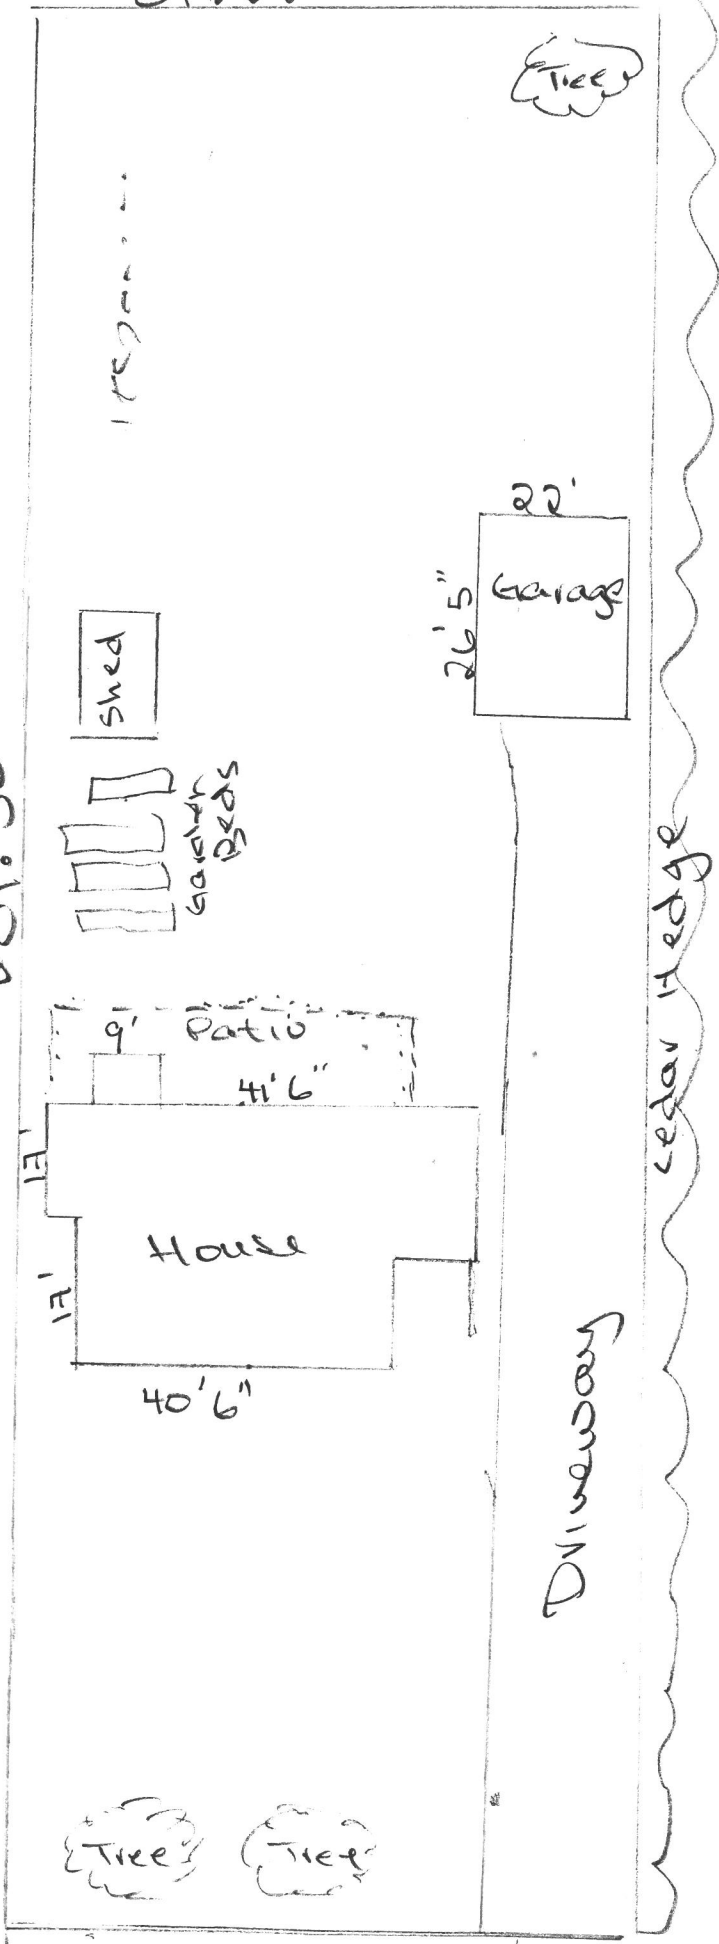 Tree
22'
Garage
26'5"
Shed
Garden
Beds
9'
Patio
41'6"
17'
House
17'
40'6"
Cedar Hedge
Driveway
Tree
Tree